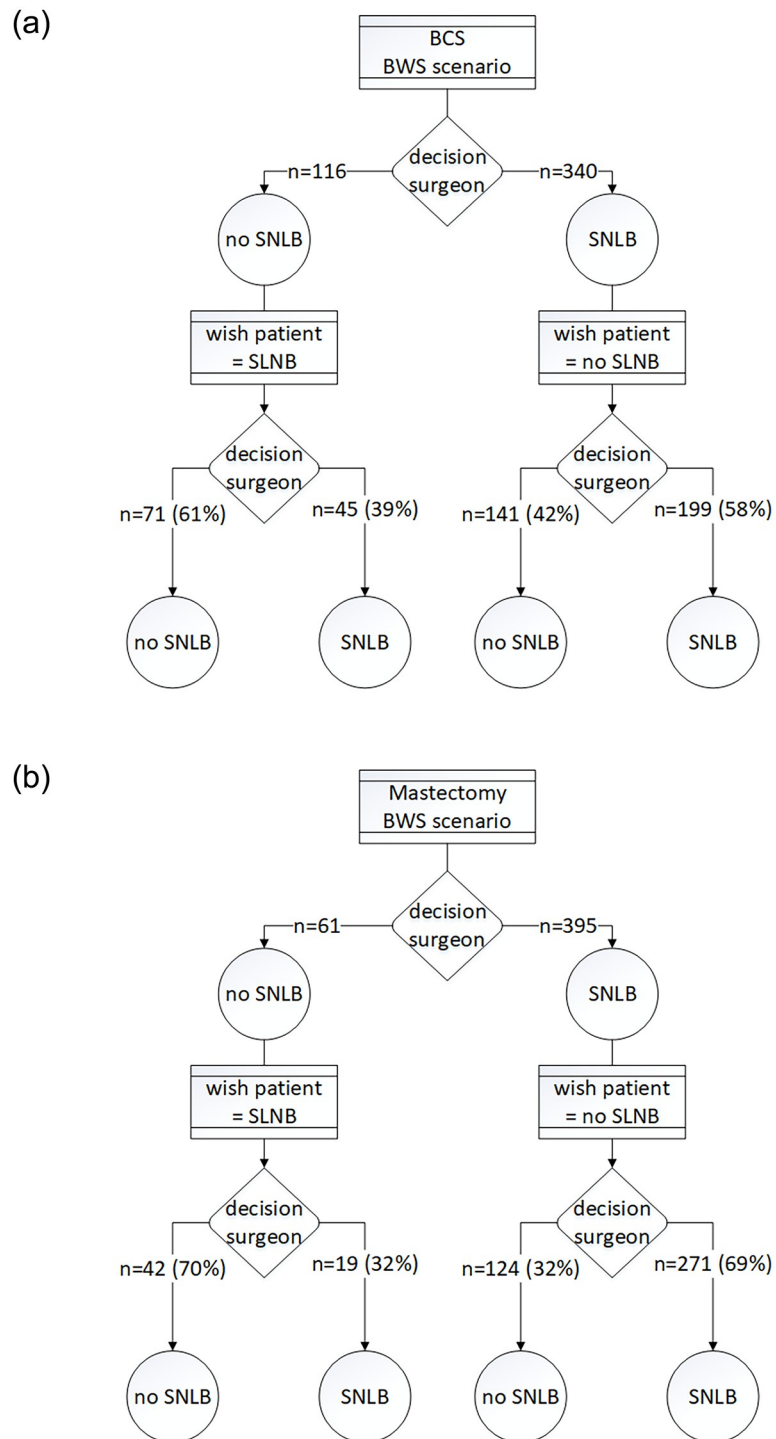 (a)
BCS
BWS scenario
decision
surgeon
n=116
n=340
no SNLB
SNLB
wish patient
= SLNB
wish patient
= no SLNB
decision
surgeon
decision
surgeon
n=71 (61%)
n=45 (39%)
n=141 (42%)
n=199 (58%)
no SNLB
SNLB
no SNLB
SNLB
(b)
Mastectomy
BWS scenario
decision
surgeon
n=61
n=395
no SNLB
SNLB
wish patient
= SLNB
wish patient
= no SLNB
decision
surgeon
decision
surgeon
n=42 (70%)
n=19 (32%)
n=124 (32%)
n=271 (69%)
no SNLB
SNLB
no SNLB
SNLB